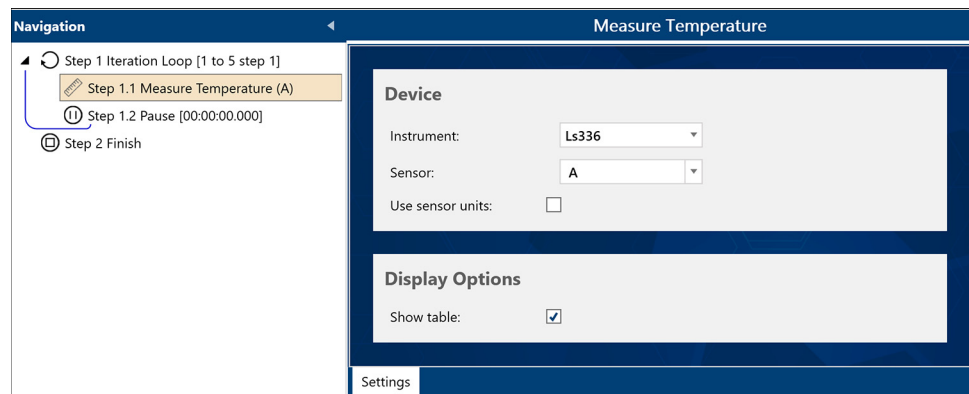 Navigation
Measure Temperature
Step 1 Iteration Loop [1 to 5 step 1]
Step 1.1 Measure Temperature (A)
Step 1.2 Pause [00:00:00.000]
Step 2 Finish
Device
Instrument: Ls336
Sensor: A
Use sensor units:
Display Options
Show table:
Settings